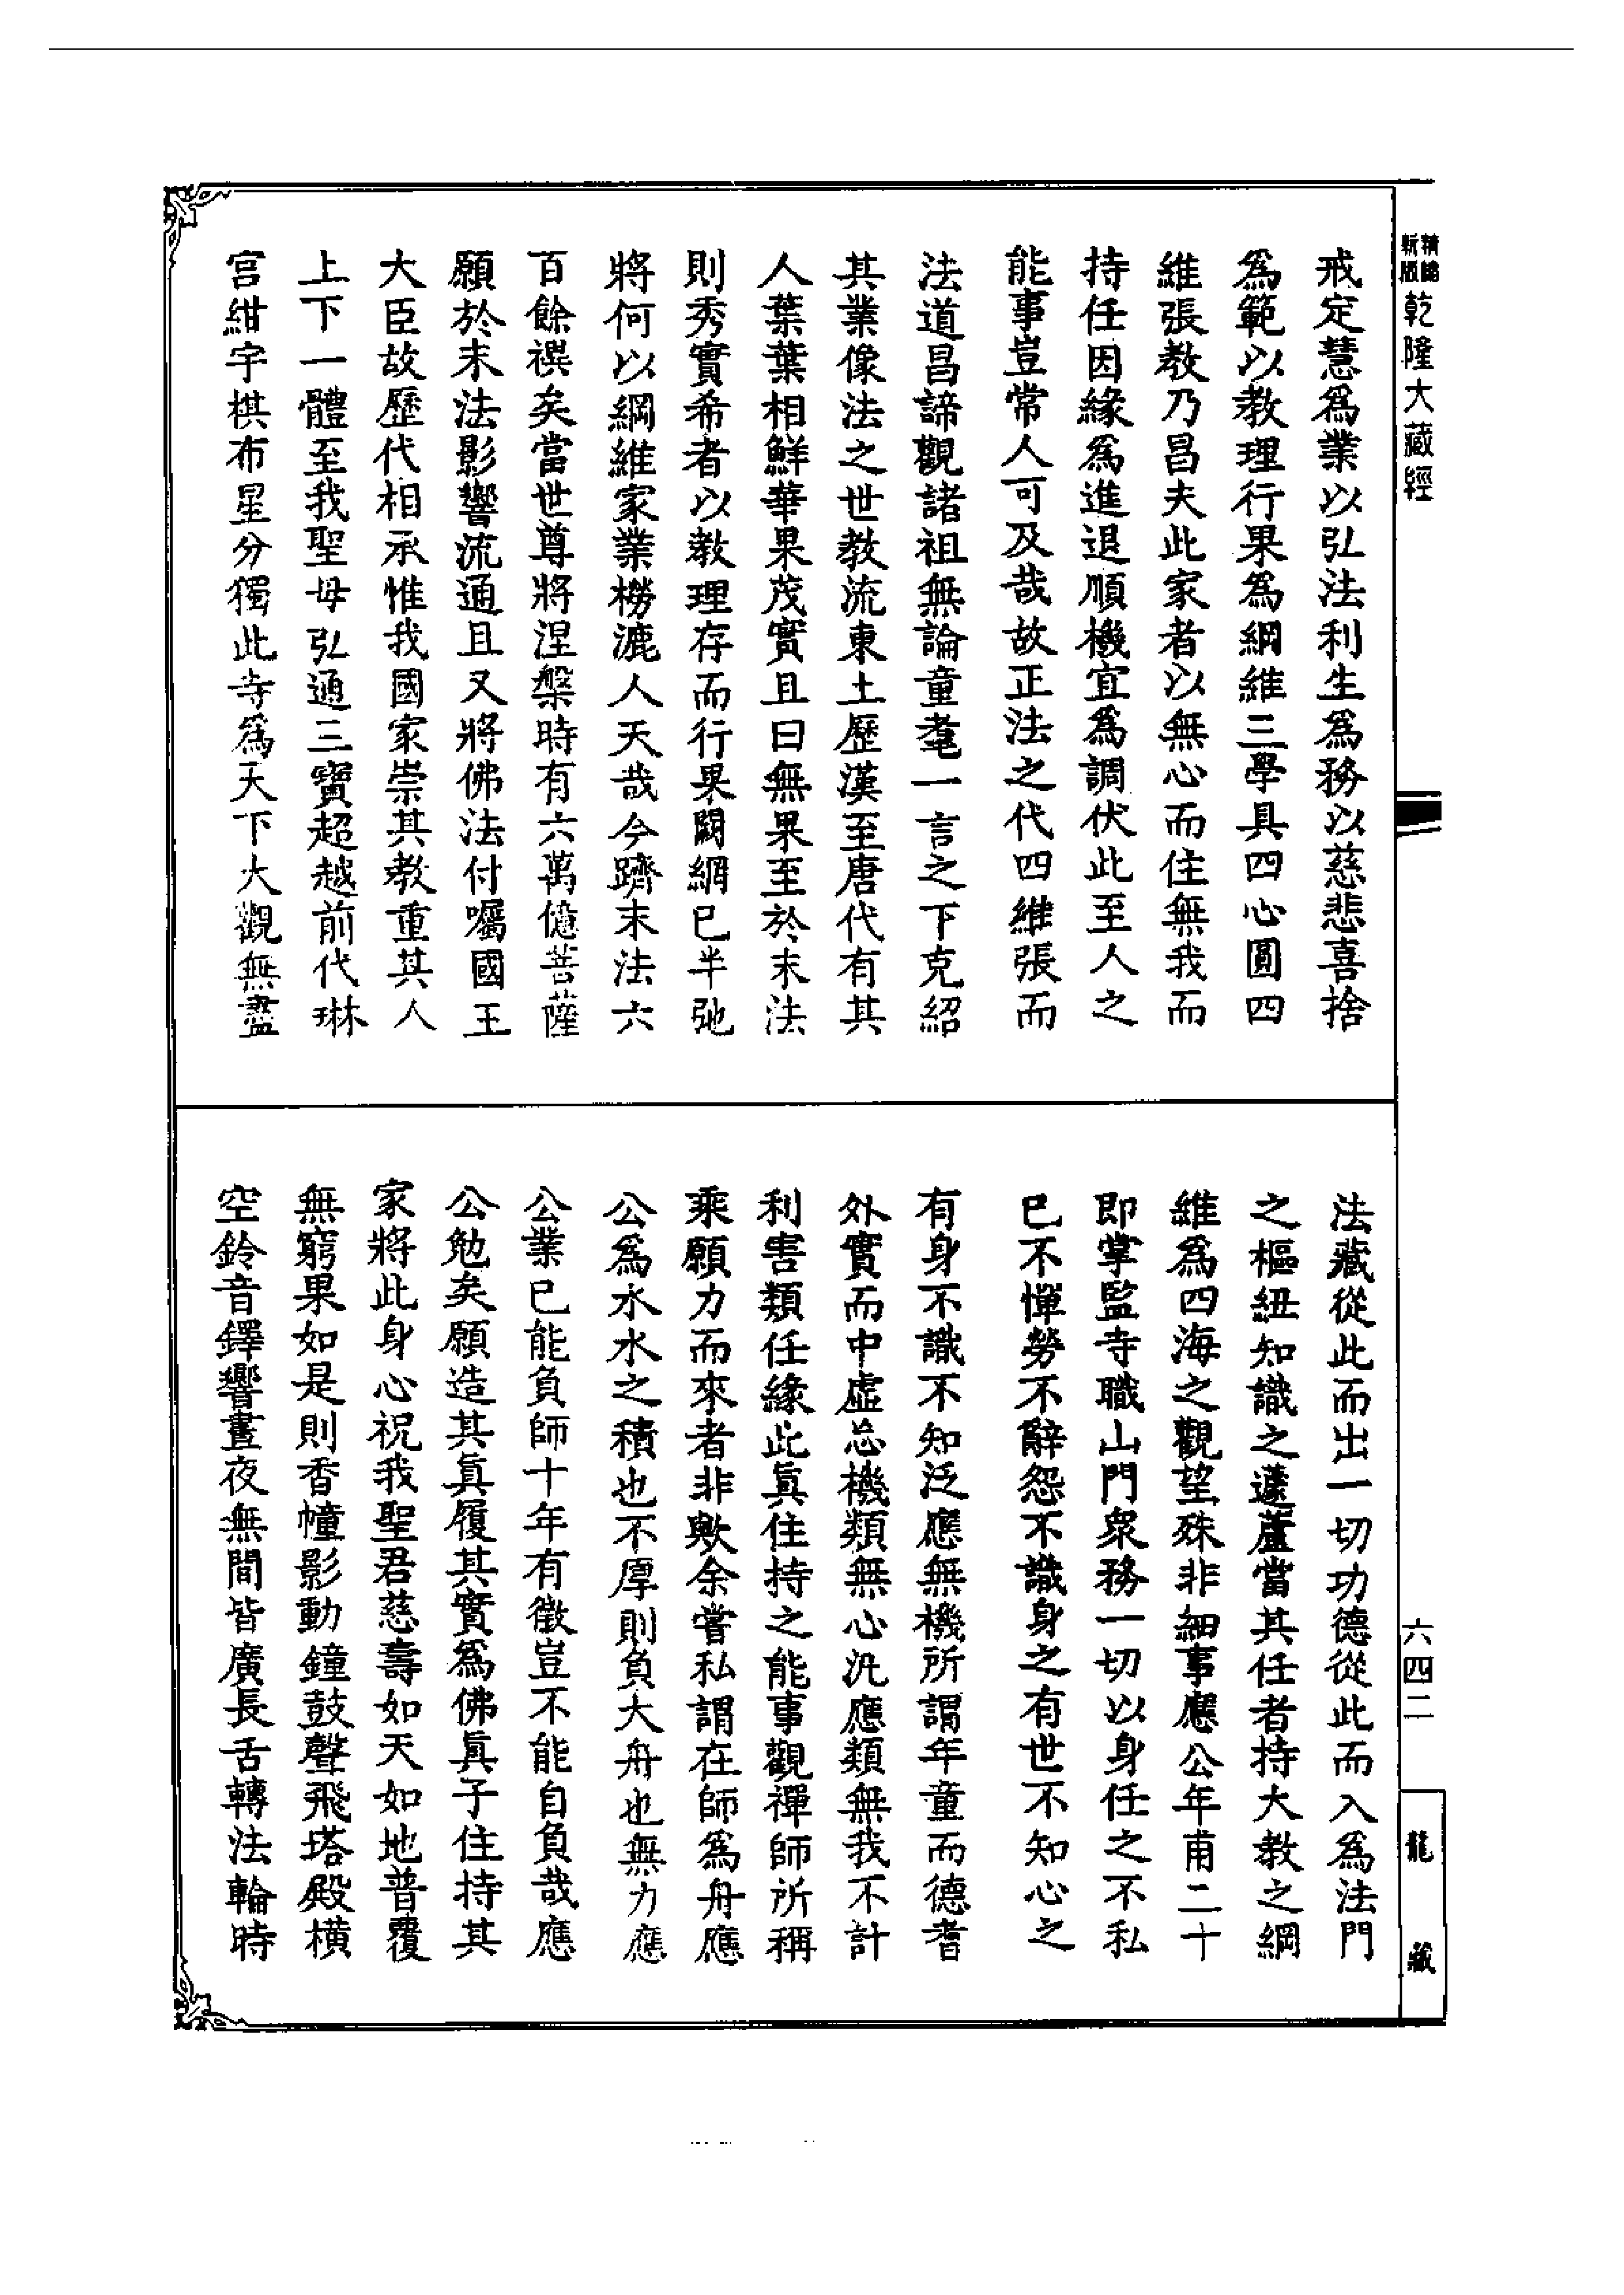 戒定慧爲業以弘法利生爲務以慈悲喜捨
爲範以教理行果爲綱維三學具四心圓四
維張教乃昌夫此家者以無心而住無我而
持任因緣爲進退順機宜爲調伏此至人之
能事豈常人可及哉故正法之代四維張而
法道昌諦觀諸祖無論童耄一言之下克紹
其業像法之世教流東土歷漢至唐代有其
人葉葉相鮮華果茂實且曰無果至於末法
則秀實希者以教理存而行果闕網已半弛
將何以綱維家業撈漉人天哉今躋末法六
百餘禩矣當世尊將涅槃時有六萬億菩薩
願於末法影響流通且又將佛法付囑國王
大臣故歷代相承惟我國家崇其教重其人
上下一體至我聖母弘通三寶超越前代琳
宫紺宇棋布星分獨此寺爲天下大觀無盡
法藏從此而出一切功德從此而入爲法門
之樞紐知識之蘧蘆當其任者持大教之綱
維爲四海之觀望殊非細事應公年甫二十
即掌監寺職山門衆務一切以身任之不私
已不憚勞不辭怨不識身之有世不知心之
有身不識不知泛應無機所謂年童而德耆
外實而中虛忘機類無心汎應類無我不計
利害類任緣此眞住持之能事觀禪師所稱
乘願力而來者非歟余嘗私謂在師爲舟應
公爲水水之積也不厚則負大舟也無力應
公業已能負師十年有徵豈不能自負哉應
公勉矣願造其眞履其實爲佛眞子住持其
家將此身心祝我聖君慈壽如天如地普覆
無窮果如是則香幢影動鐘鼓聲飛塔殿橫
空鈴音鐸響晝夜無間皆廣長舌轉法輪時
精縮
新版
乾隆大藏經
六四二
龍藏